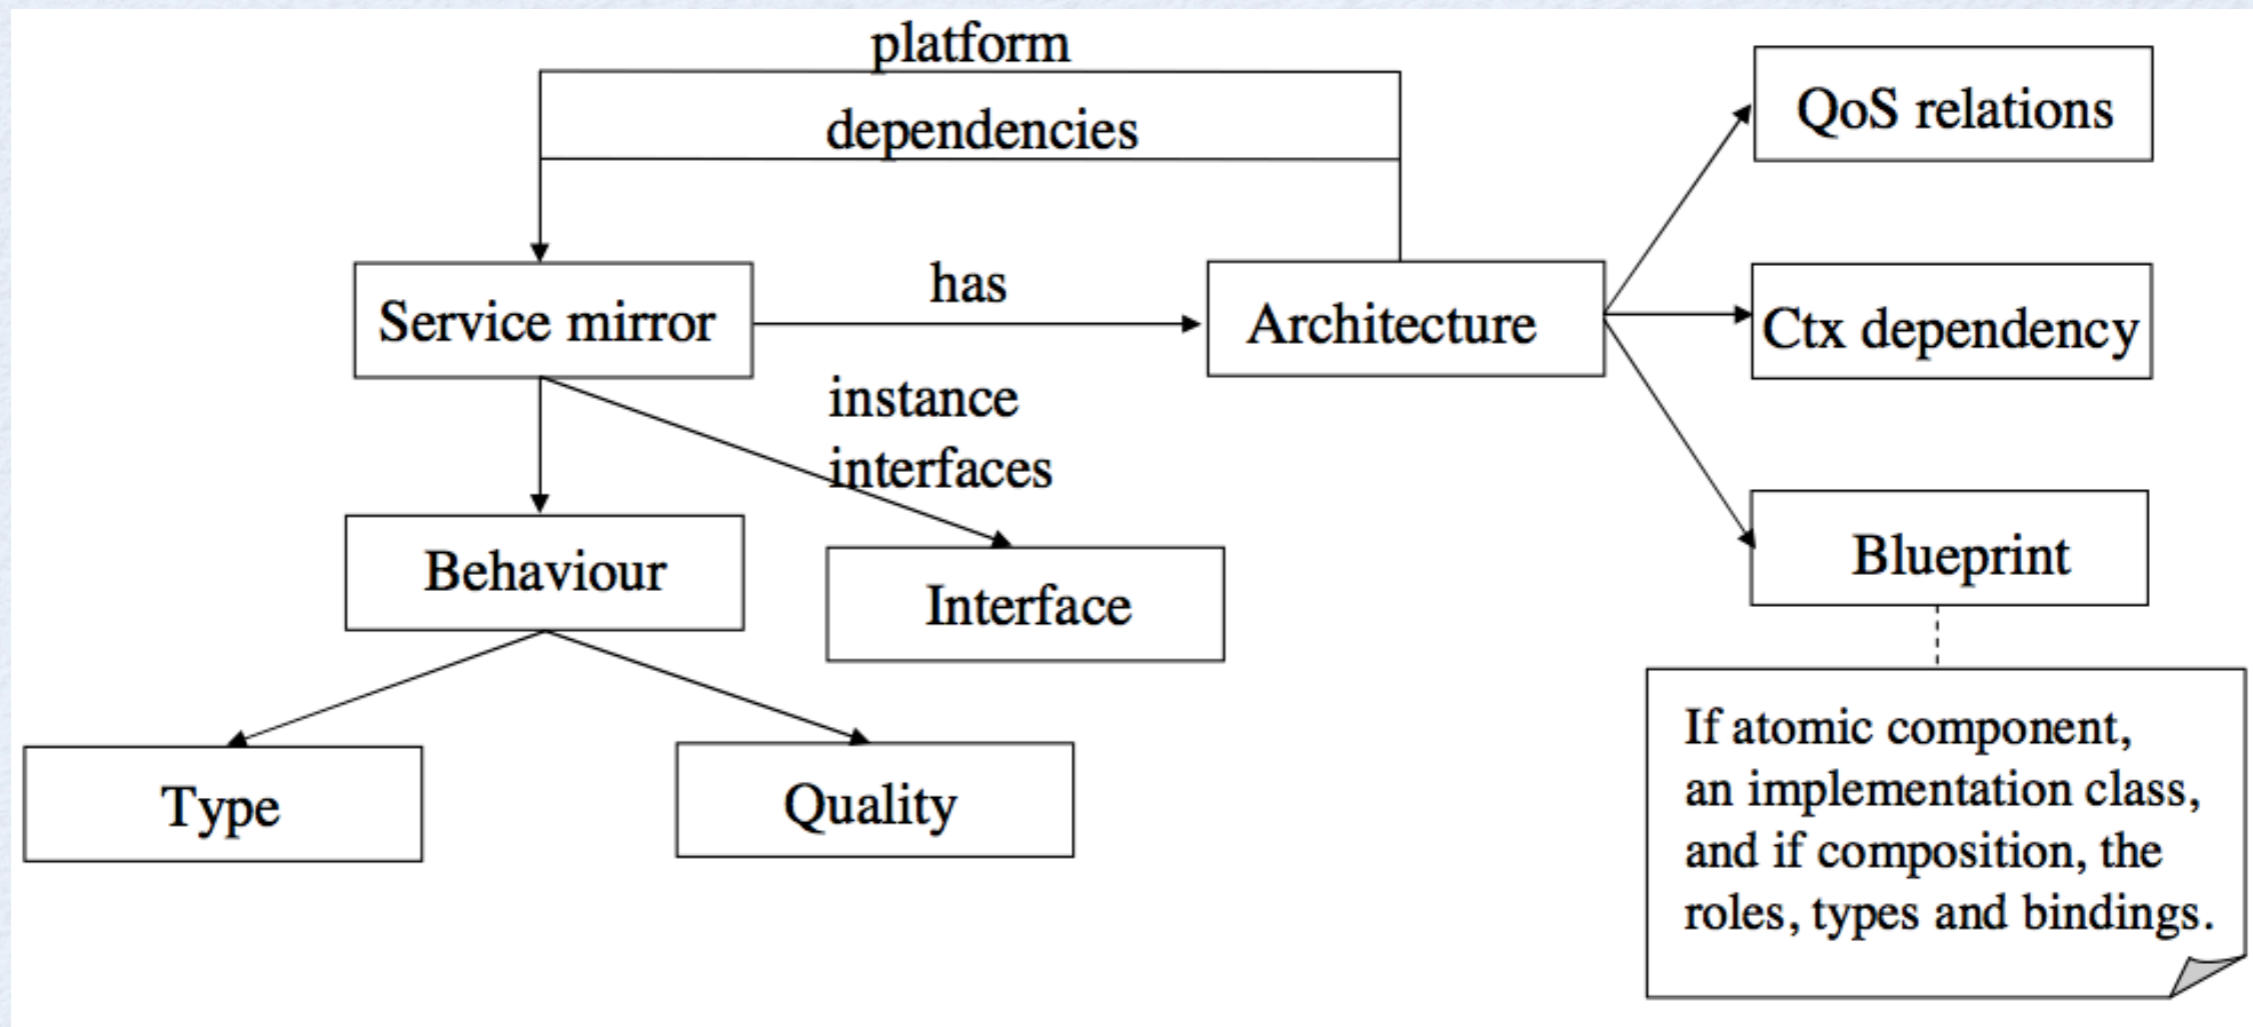 platform
dependencies
QoS relations
has
Service mirror
Architecture
Ctx dependency
instance
interfaces
Behaviour
Interface
Blueprint
Type
Quality
If atomic component,
an implementation class,
and if composition, the
roles, types and bindings.